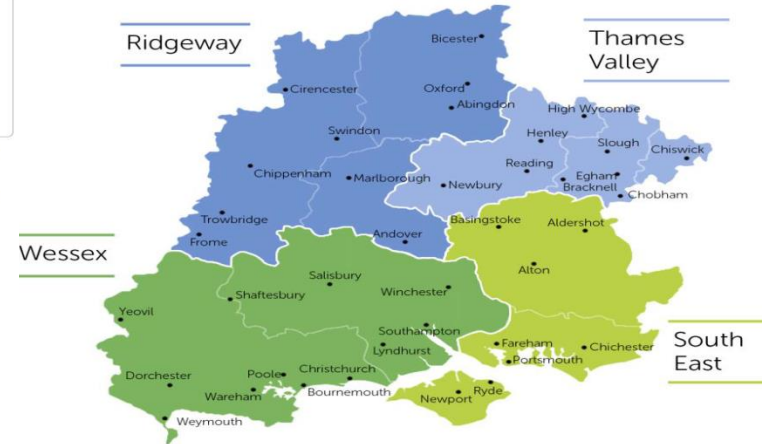 Ridgeway
Thames
Valley
Bicester
Cirencester
Oxford
Abingdon
High Wycombe
Swindon
Henley
Slough
Chiswick
Chippenham
Marlborough
Reading
Egham
Newbury
Bracknell
Chobham
Trowbridge
Basingstoke
Aldershot
Frome
Andover
Wessex
Salisbury
Alton
Shaftesbury
Winchester
Yeovil
Southampton
South
East
Lyndhurst
Fareham
Chichester
Portsmouth
Dorchester
Poole
Christchurch
Wareham
Bournemouth
Newport
Ryde
Weymouth